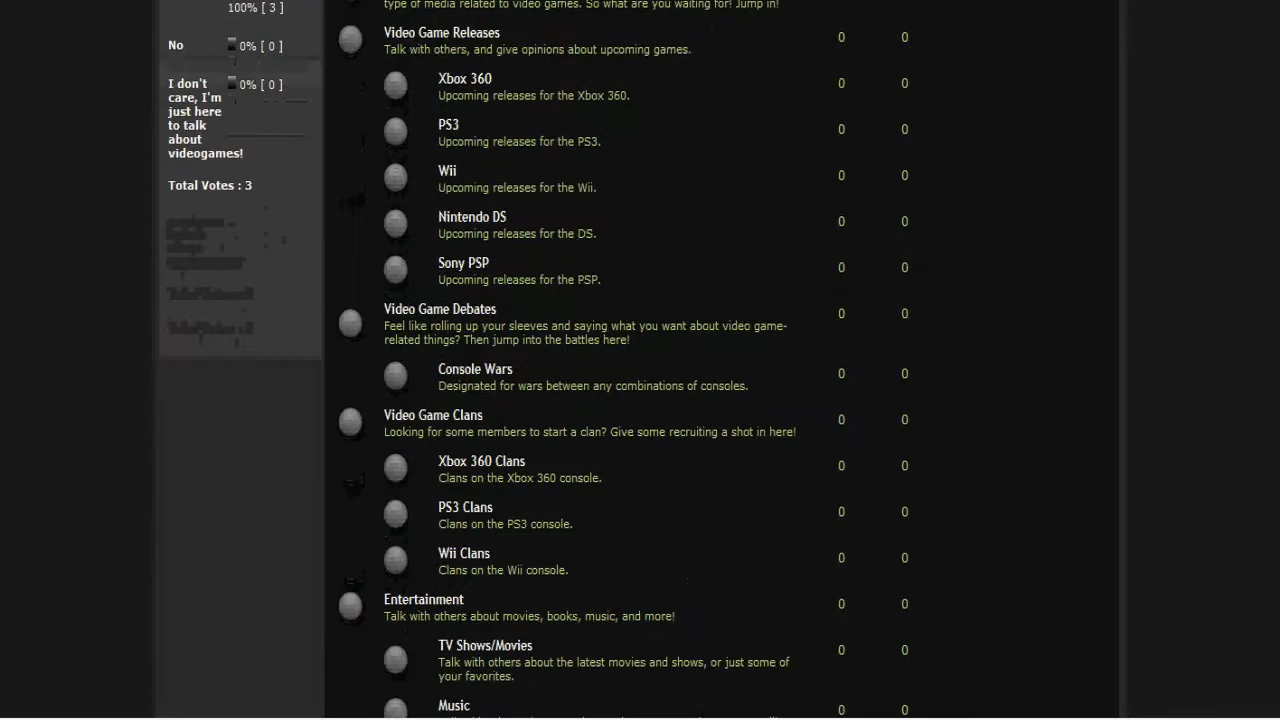 100% [ 3 ]
No 0% [ 0 ]
I don't 0% [ 0 ]
care, I'm
just here
to talk
about
videogames!
Total Votes : 3
type of media related to video games. So what are you waiting for! Jump in!
Video Game Releases 0 0
Talk with others, and give opinions about upcoming games.
Xbox 360 0 0
Upcoming releases for the Xbox 360.
PS3 0 0
Upcoming releases for the PS3.
Wii 0 0
Upcoming releases for the Wii.
Nintendo DS 0 0
Upcoming releases for the DS.
Sony PSP 0 0
Upcoming releases for the PSP.
Video Game Debates 0 0
Feel like rolling up your sleeves and saying what you want about video game-
related things? Then jump into the battles here!
Console Wars 0 0
Designated for wars between any combinations of consoles.
Video Game Clans 0 0
Looking for some members to start a clan? Give some recruiting a shot in here!
Xbox 360 Clans 0 0
Clans on the Xbox 360 console.
PS3 Clans 0 0
Clans on the PS3 console.
Wii Clans 0 0
Clans on the Wii console.
Entertainment 0 0
Talk with others about movies, books, music, and more!
TV Shows/Movies 0 0
Talk with others about the latest movies and shows, or just some of
your favorites.
Music 0 0